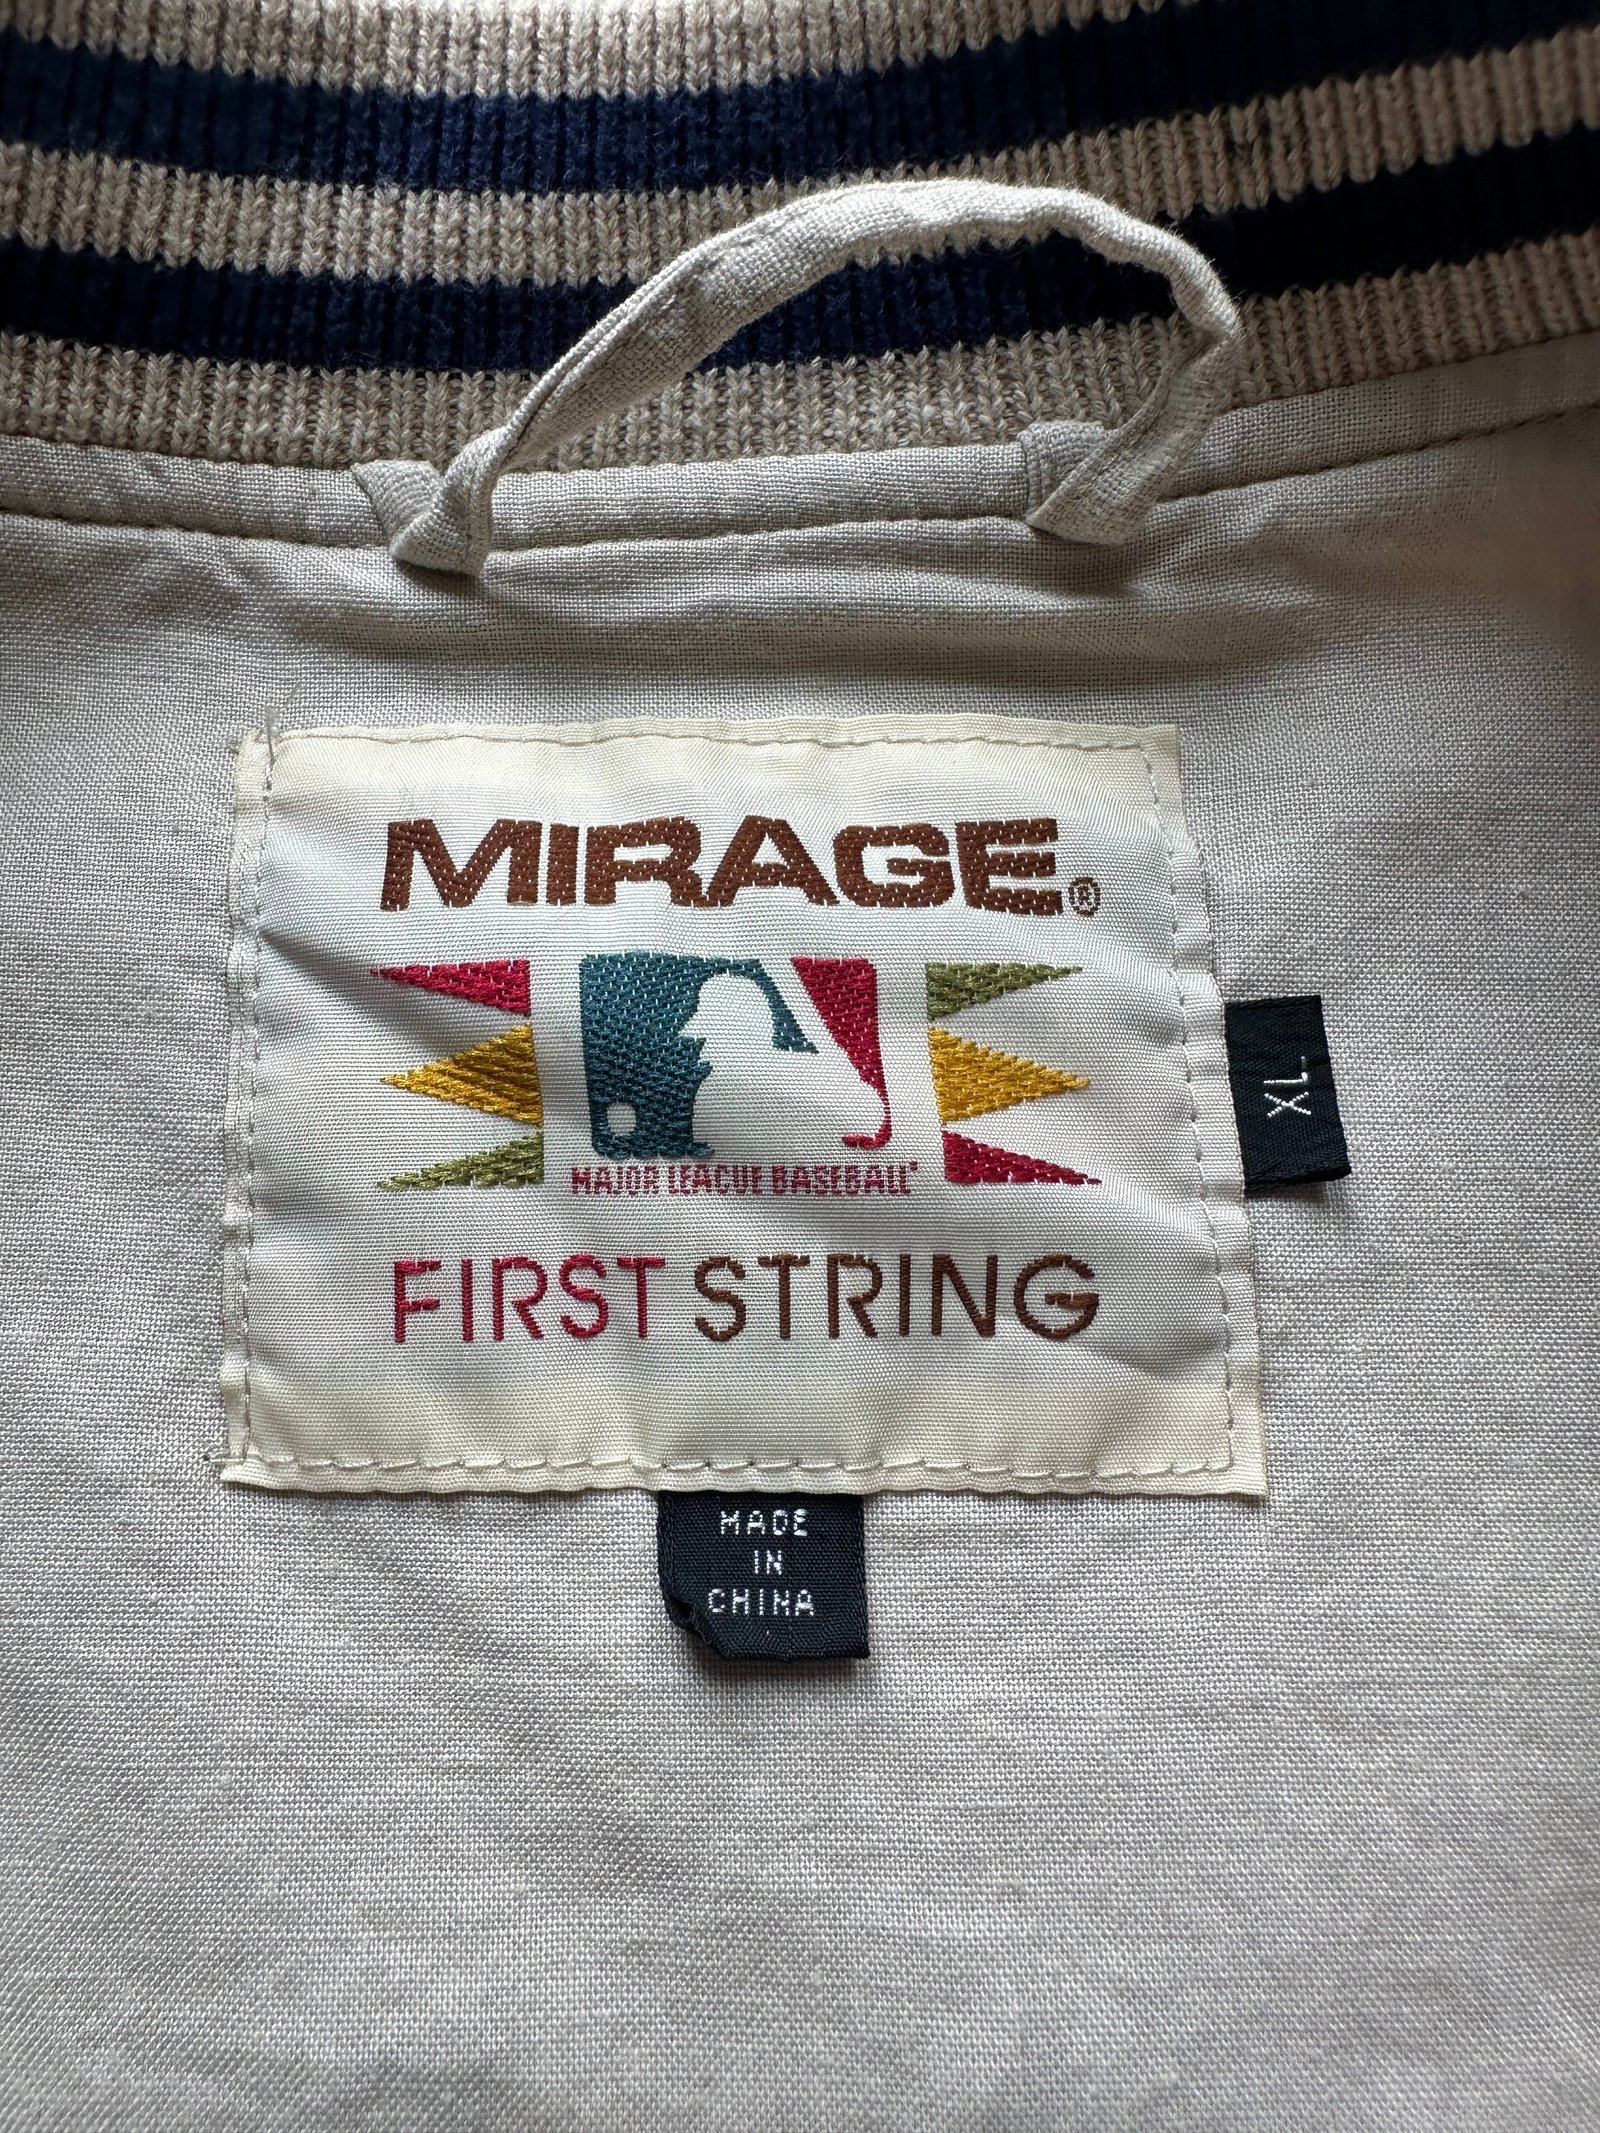 MIRAGE®
XL
MAJOR LEAGUE BASEBALL
FIRST STRING
MADE
IN
CHINA